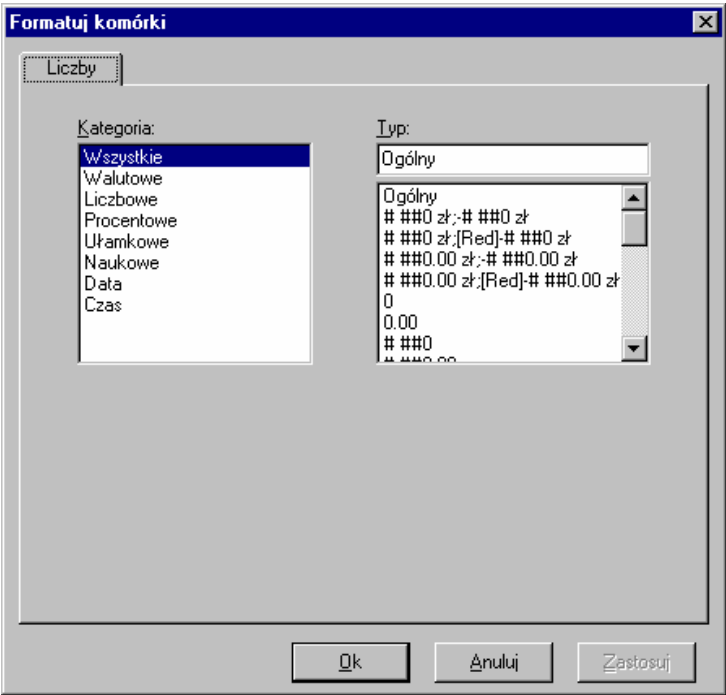 Formatuj komórki
Liczby
Kategoria:
Wszystkie
Walutowe
Liczbowe
Procentowe
Ułamkowe
Naukowe
Data
Czas
Typ:
Ogólny
Ogólny
# ##0 zł;-# ##0 zł
# ##0 zł;[Red]-# ##0 zł
# ##0.00 zł;-# ##0.00 zł
# ##0.00 zł;[Red]-# ##0.00 zł
0
0.00
# ##0
# ##0.00
Ok
Anuluj
Zastosuj